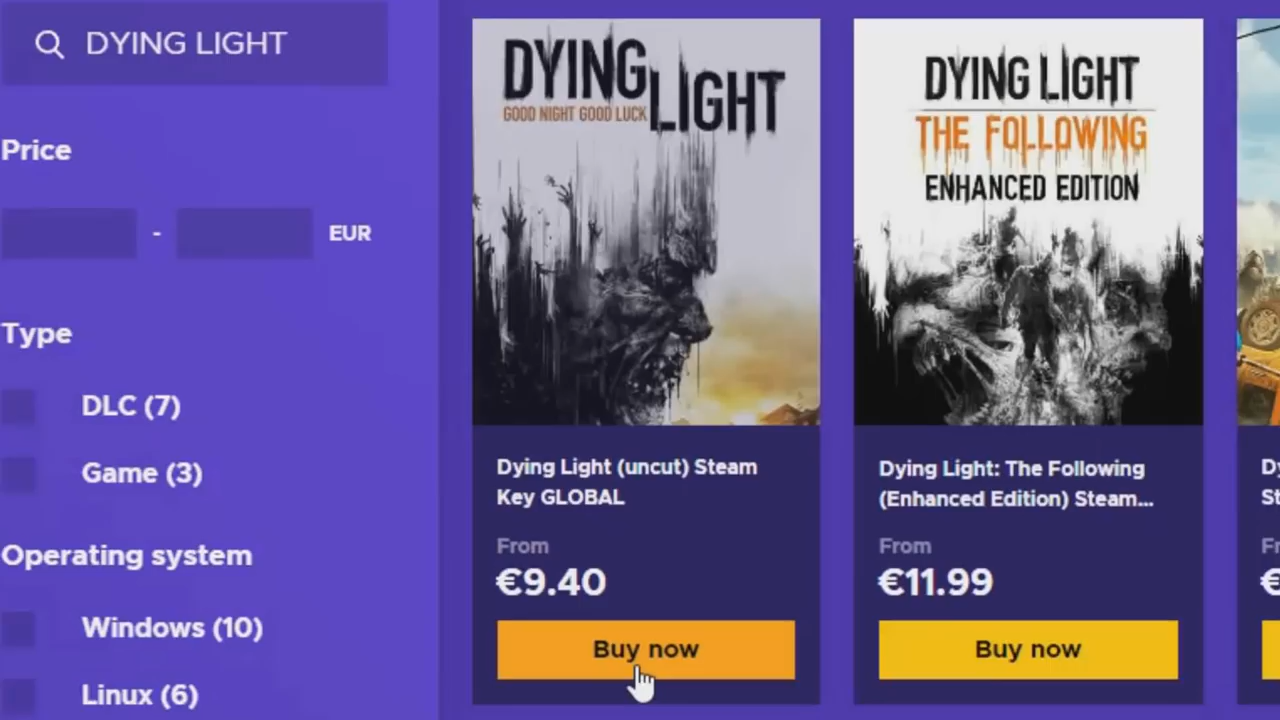 DYING LIGHT
Price
-
EUR
Type
DLC (7)
Game (3)
Operating system
Windows (10)
Linux (6)
DYING
GOOD NIGHT GOOD LUCK
LIGHT
Dying Light (uncut) Steam
Key GLOBAL
From
€9.40
Buy now
DYING LIGHT
THE FOLLOWING
ENHANCED EDITION
Dying Light: The Following
(Enhanced Edition) Steam...
From
€11.99
Buy now